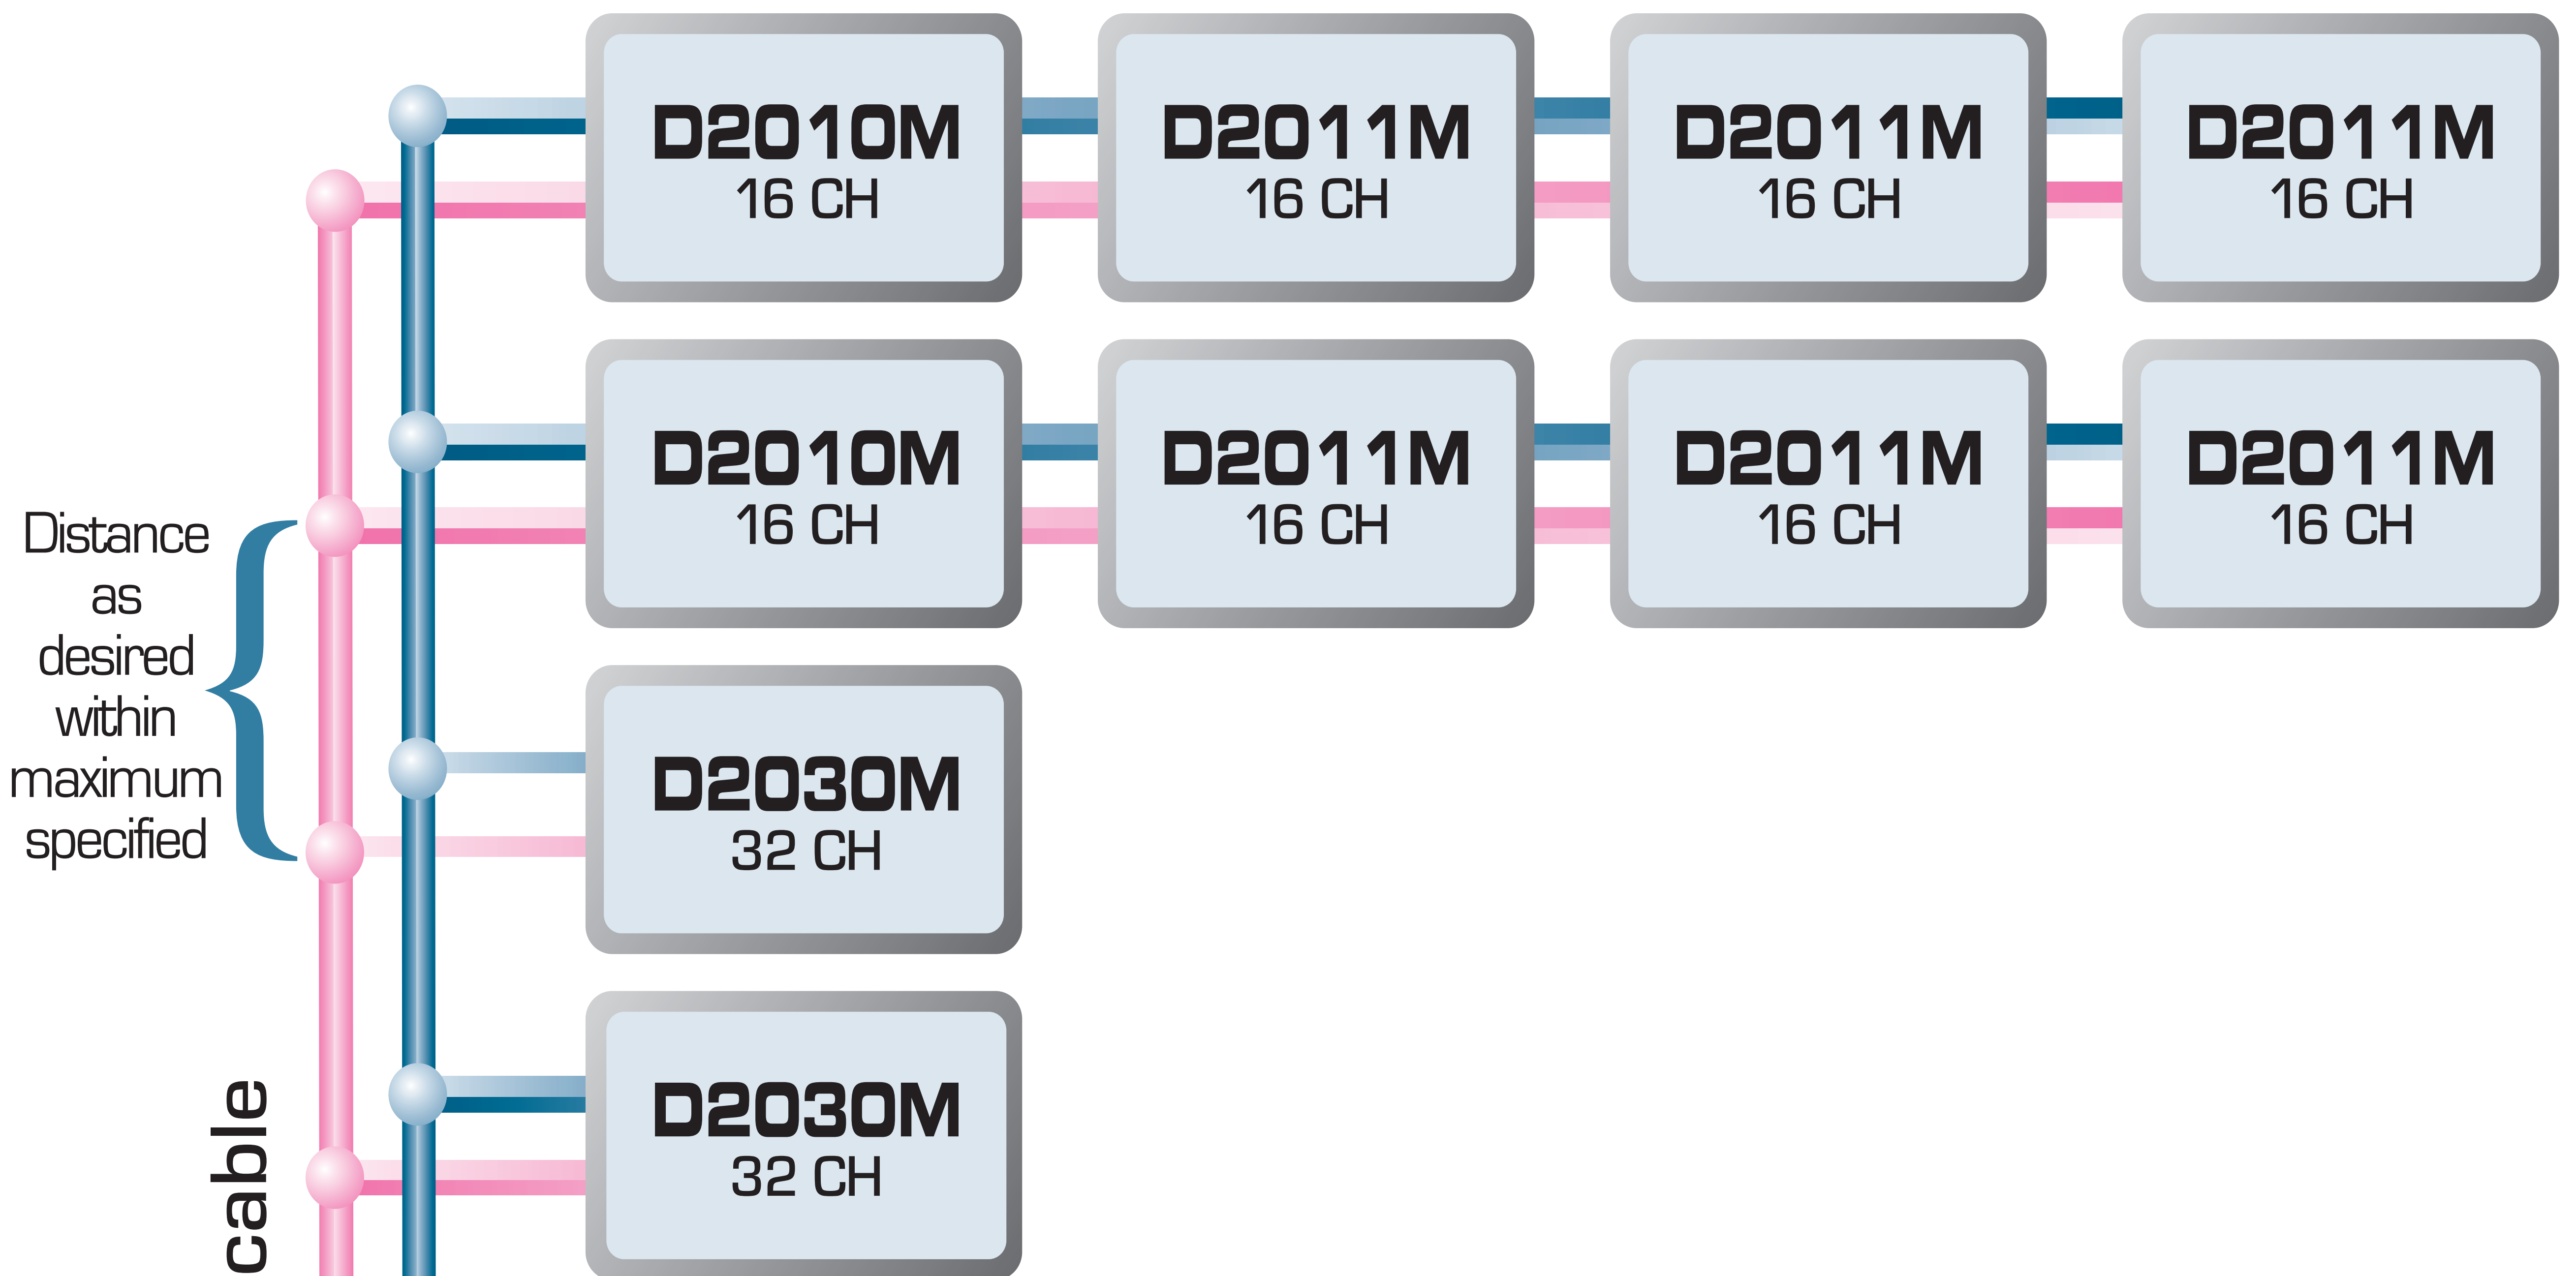 D2010M
16 CH
D2011M
16 CH
D2011M
16 CH
D2011M
16 CH
D2010M
16 CH
D2011M
16 CH
D2011M
16 CH
D2011M
16 CH
Distance
as
desired
within
maximum
specified
D2030M
32 CH
D2030M
32 CH
cable